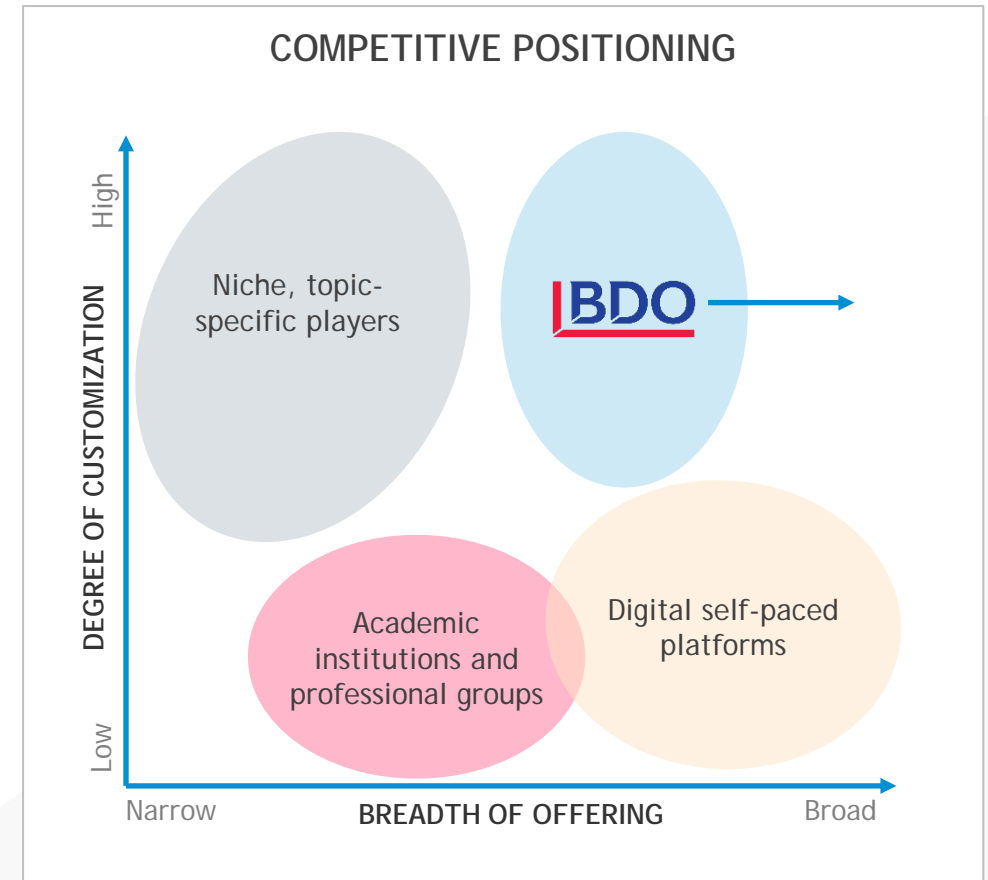 COMPETITIVE POSITIONING
High
DEGREE OF CUSTOMIZATION
Low
Niche, topic-
specific players
BDO
Academic
institutions and
professional groups
Digital self-paced
platforms
Narrow
BREADTH OF OFFERING
Broad